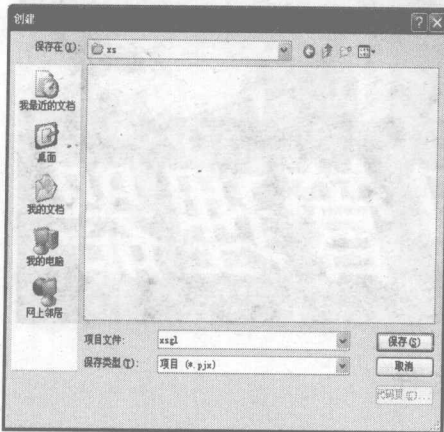 创建
保存在(I):
xs
我最近的文档
桌面
我的文档
我的电脑
网上邻居
项目文件:
xsgl
保存(S)
保存类型(T):
项目 (*.pjx)
取消
代码页(C)...